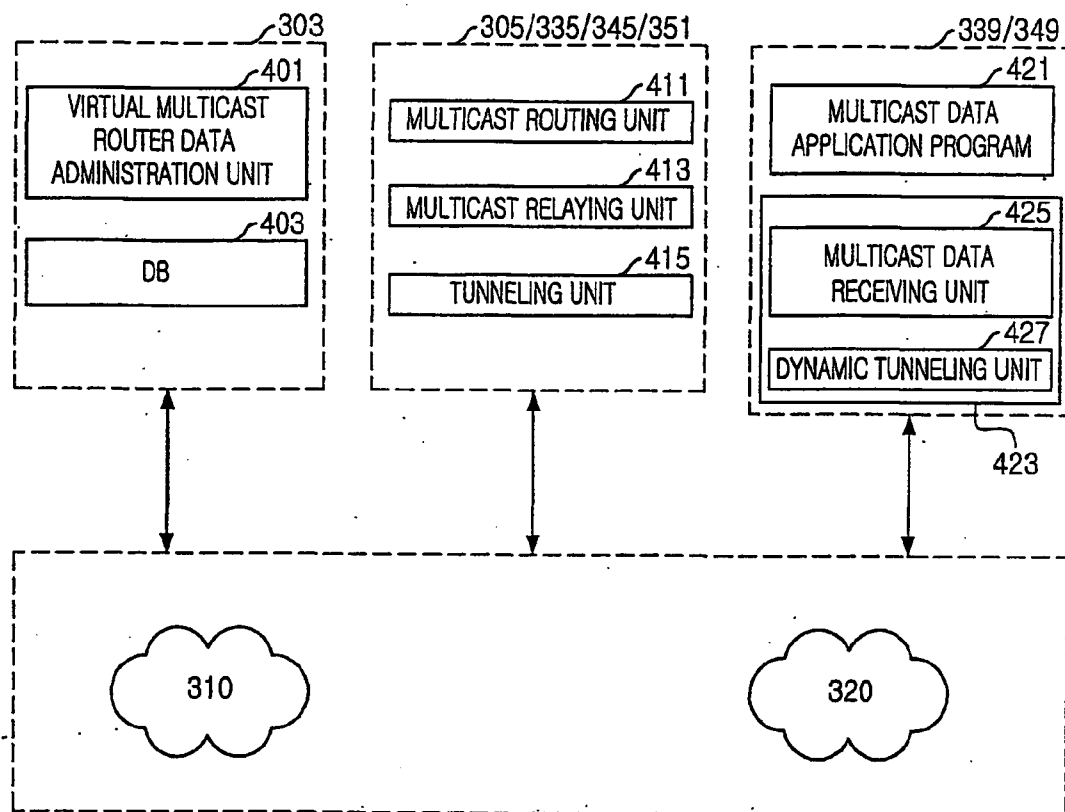 303
401
VIRTUAL MULTICAST
ROUTER DATA
ADMINISTRATION UNIT
403
DB
305/335/345/351
411
MULTICAST ROUTING UNIT
413
MULTICAST RELAYING UNIT
415
TUNNELING UNIT
339/349
421
MULTICAST DATA
APPLICATION PROGRAM
425
MULTICAST DATA
RECEIVING UNIT
427
DYNAMIC TUNNELING UNIT
423
310
320